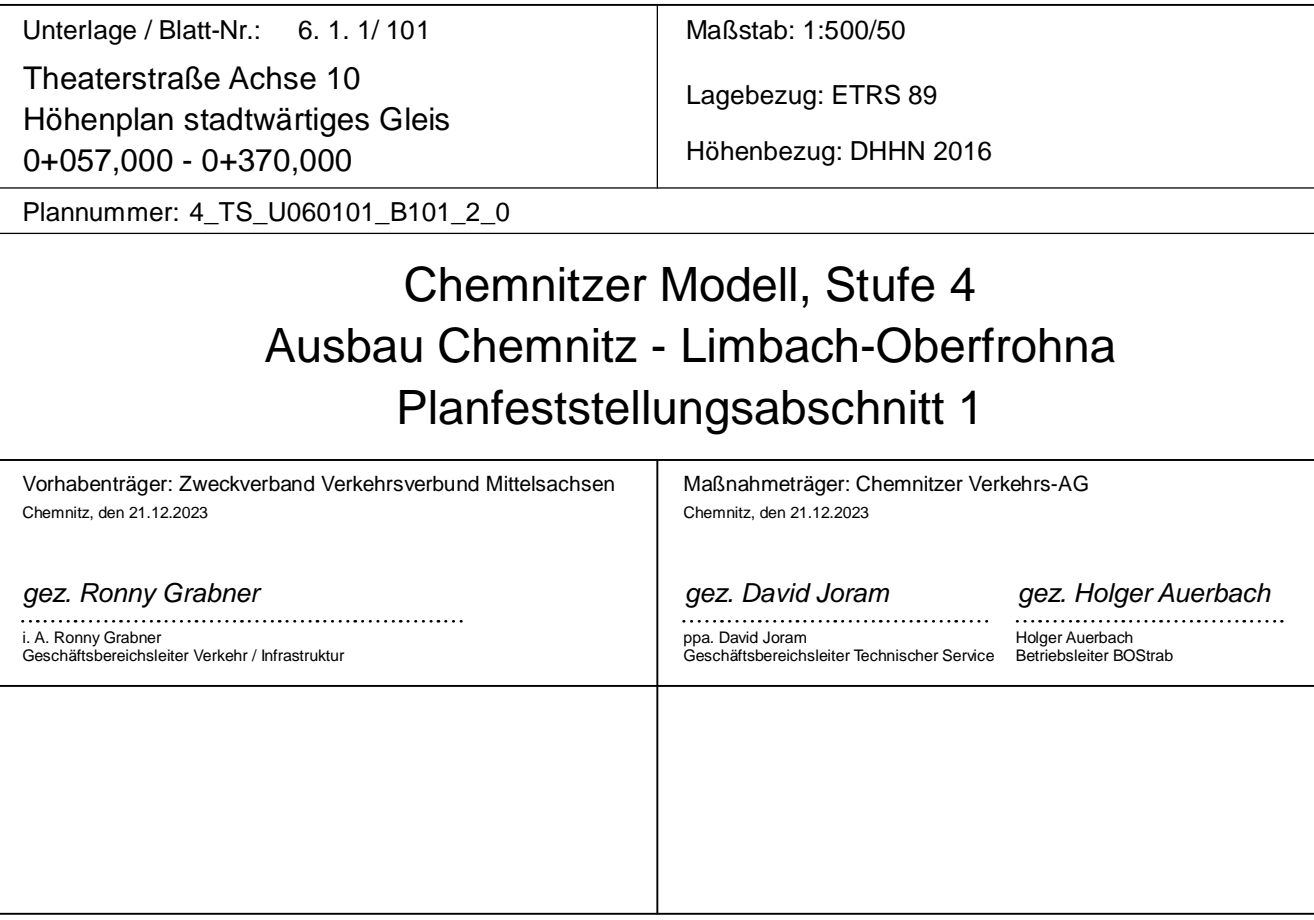 Unterlage / Blatt-Nr.: 6. 1. 1/ 101
Theaterstraße Achse 10
Höhenplan stadtwärtiges Gleis
0+057,000 - 0+370,000
Maßstab: 1:500/50
Lagebezug: ETRS 89
Höhenbezug: DHHN 2016
Plannummer: 4_TS_U060101_B101_2_0
Chemnitzer Modell, Stufe 4
Ausbau Chemnitz - Limbach-Oberfrohna
Planfeststellungsabschnitt 1
Vorhabenträger: Zweckverband Verkehrsverbund Mittelsachsen
Chemnitz, den 21.12.2023
gez. Ronny Grabner
i. A. Ronny Grabner
Geschäftsbereichsleiter Verkehr / Infrastruktur
Maßnahmeträger: Chemnitzer Verkehrs-AG
Chemnitz, den 21.12.2023
gez. David Joram
ppa. David Joram
Geschäftsbereichsleiter Technischer Service
gez. Holger Auerbach
Holger Auerbach
Betriebsleiter BOStrab